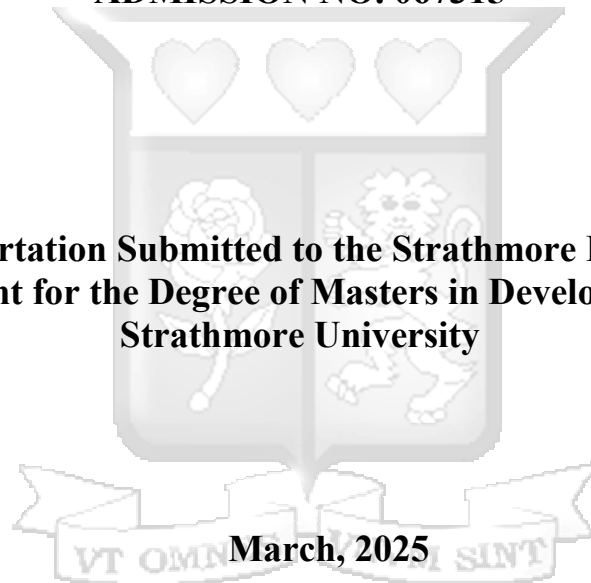 ADMISSION NO:
rtation Submitted to the Strathmore
nt for the Degree of Masters in Develo
Strathmore University
March, 2025
VT OMN M SINT